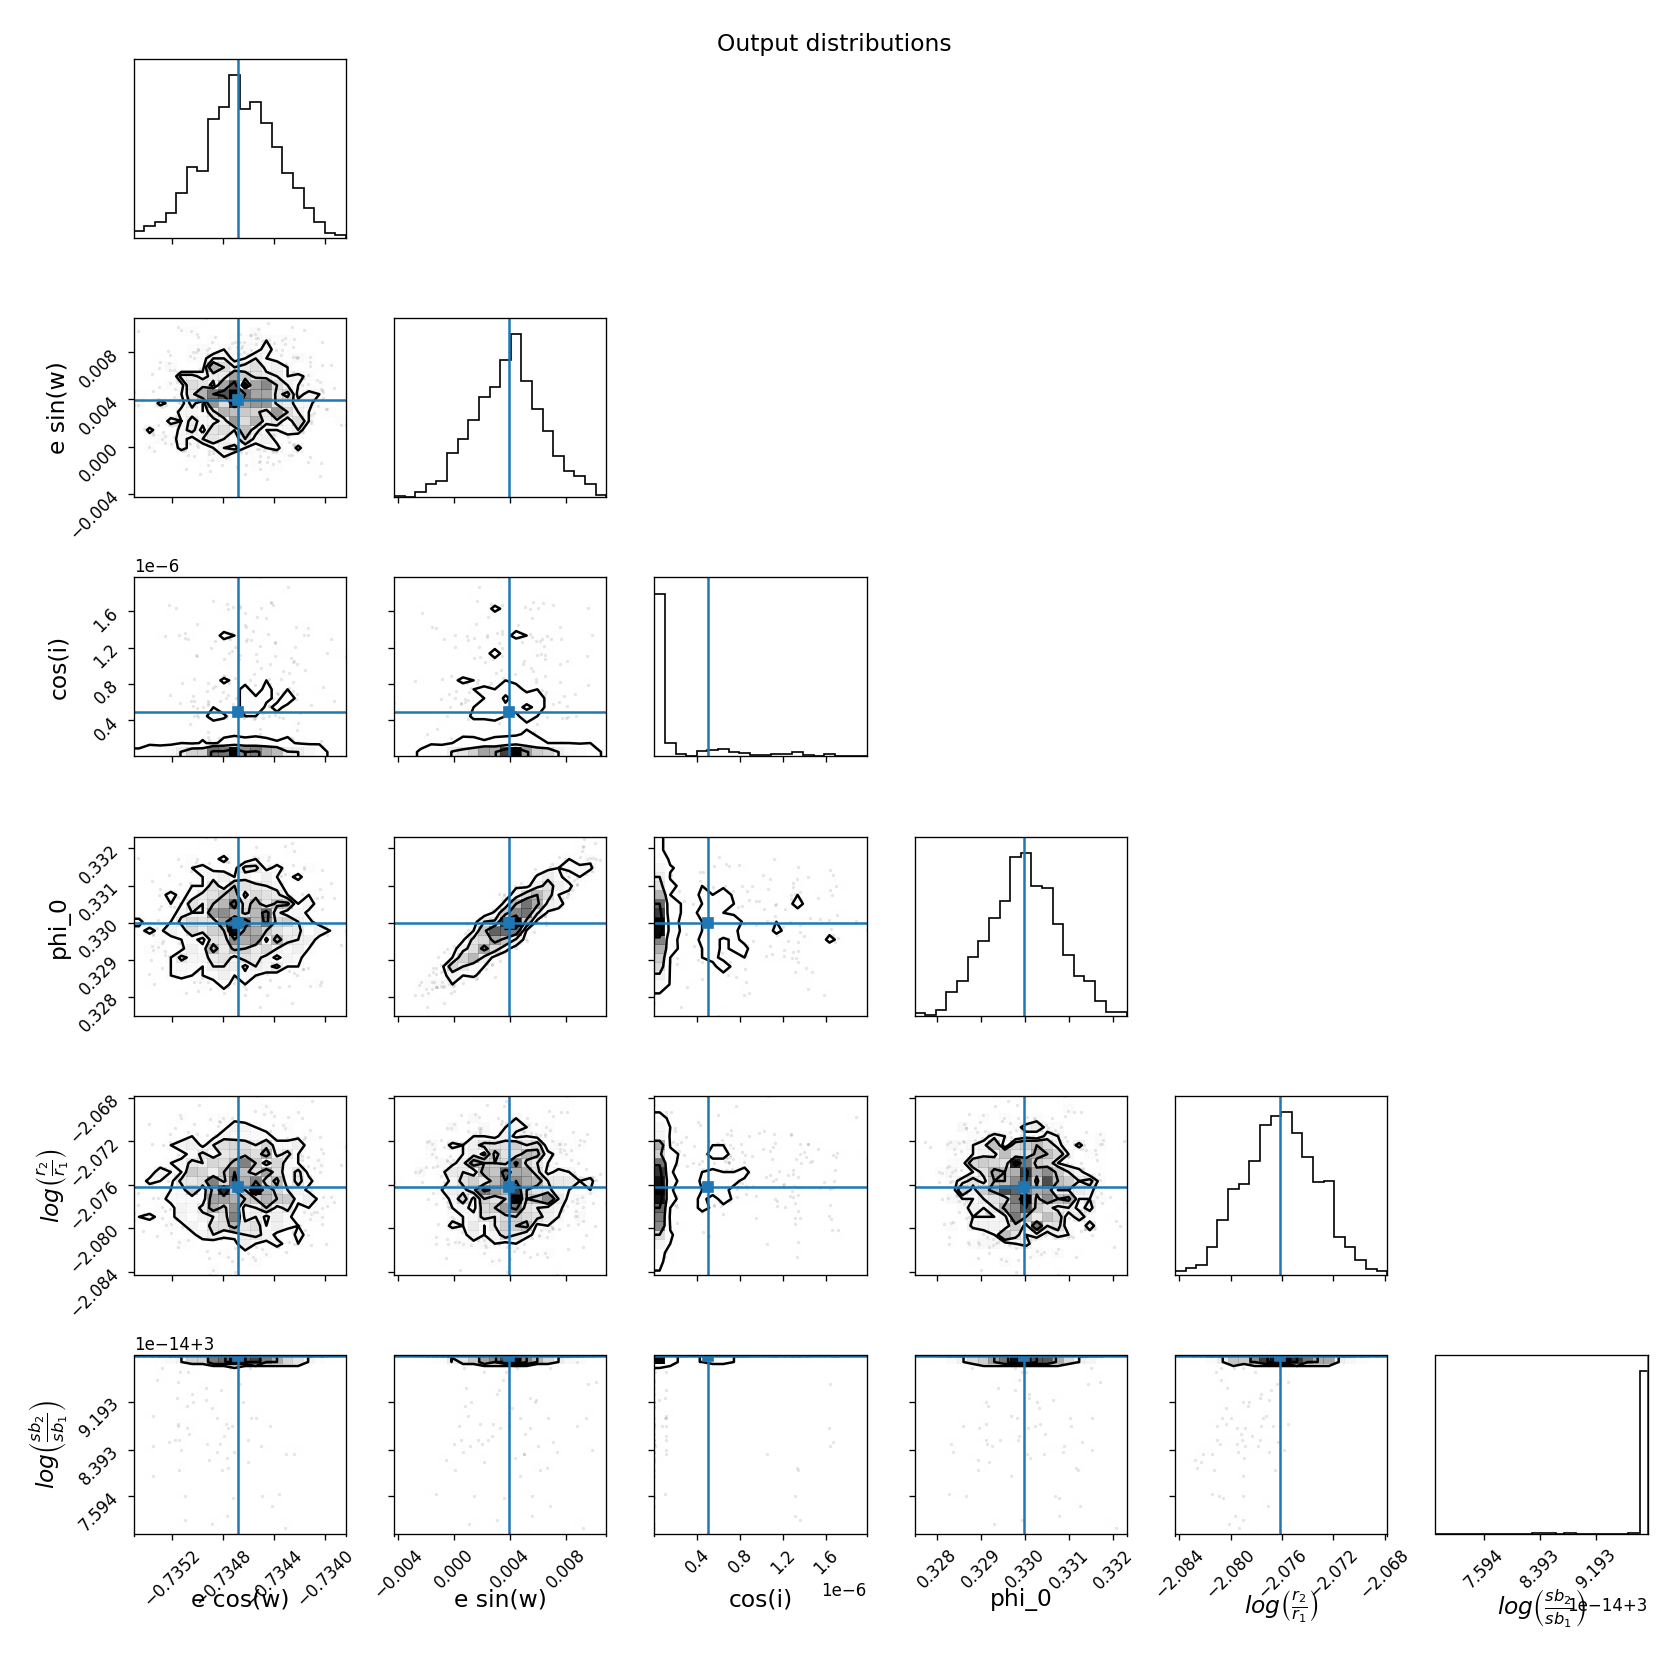 Output distributions
e sin(w)
0.008
0.004
0.000
−0.004
1e−6
cos(i)
1.6
1.2
0.8
0.4
phi_0
0.332
0.331
0.330
0.329
0.328
log(r2/r1)
−2.068
−2.072
−2.076
−2.080
−2.084
1e−14+3
log(sb2/sb1)
9.193
8.393
7.594
−0.7352 −0.7348 −0.7344 −0.7340
e cos(w)
−0.004 0.000 0.004 0.008
e sin(w)
0.4 0.8 1.2 1.6
1e−6
cos(i)
0.328 0.329 0.330 0.331 0.332
phi_0
−2.084 −2.080 −2.076 −2.072 −2.068
log(r2/r1)
7.594 8.393 9.193
log(sb2/sb1)
1e−14+3